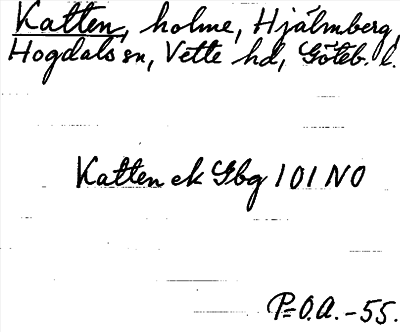 Katten, holme, Hjälmberg,
Hogdals sn, Vette hd, Göteb. l.
Katten ek Gbg 101 NO
P=O.A.-55.